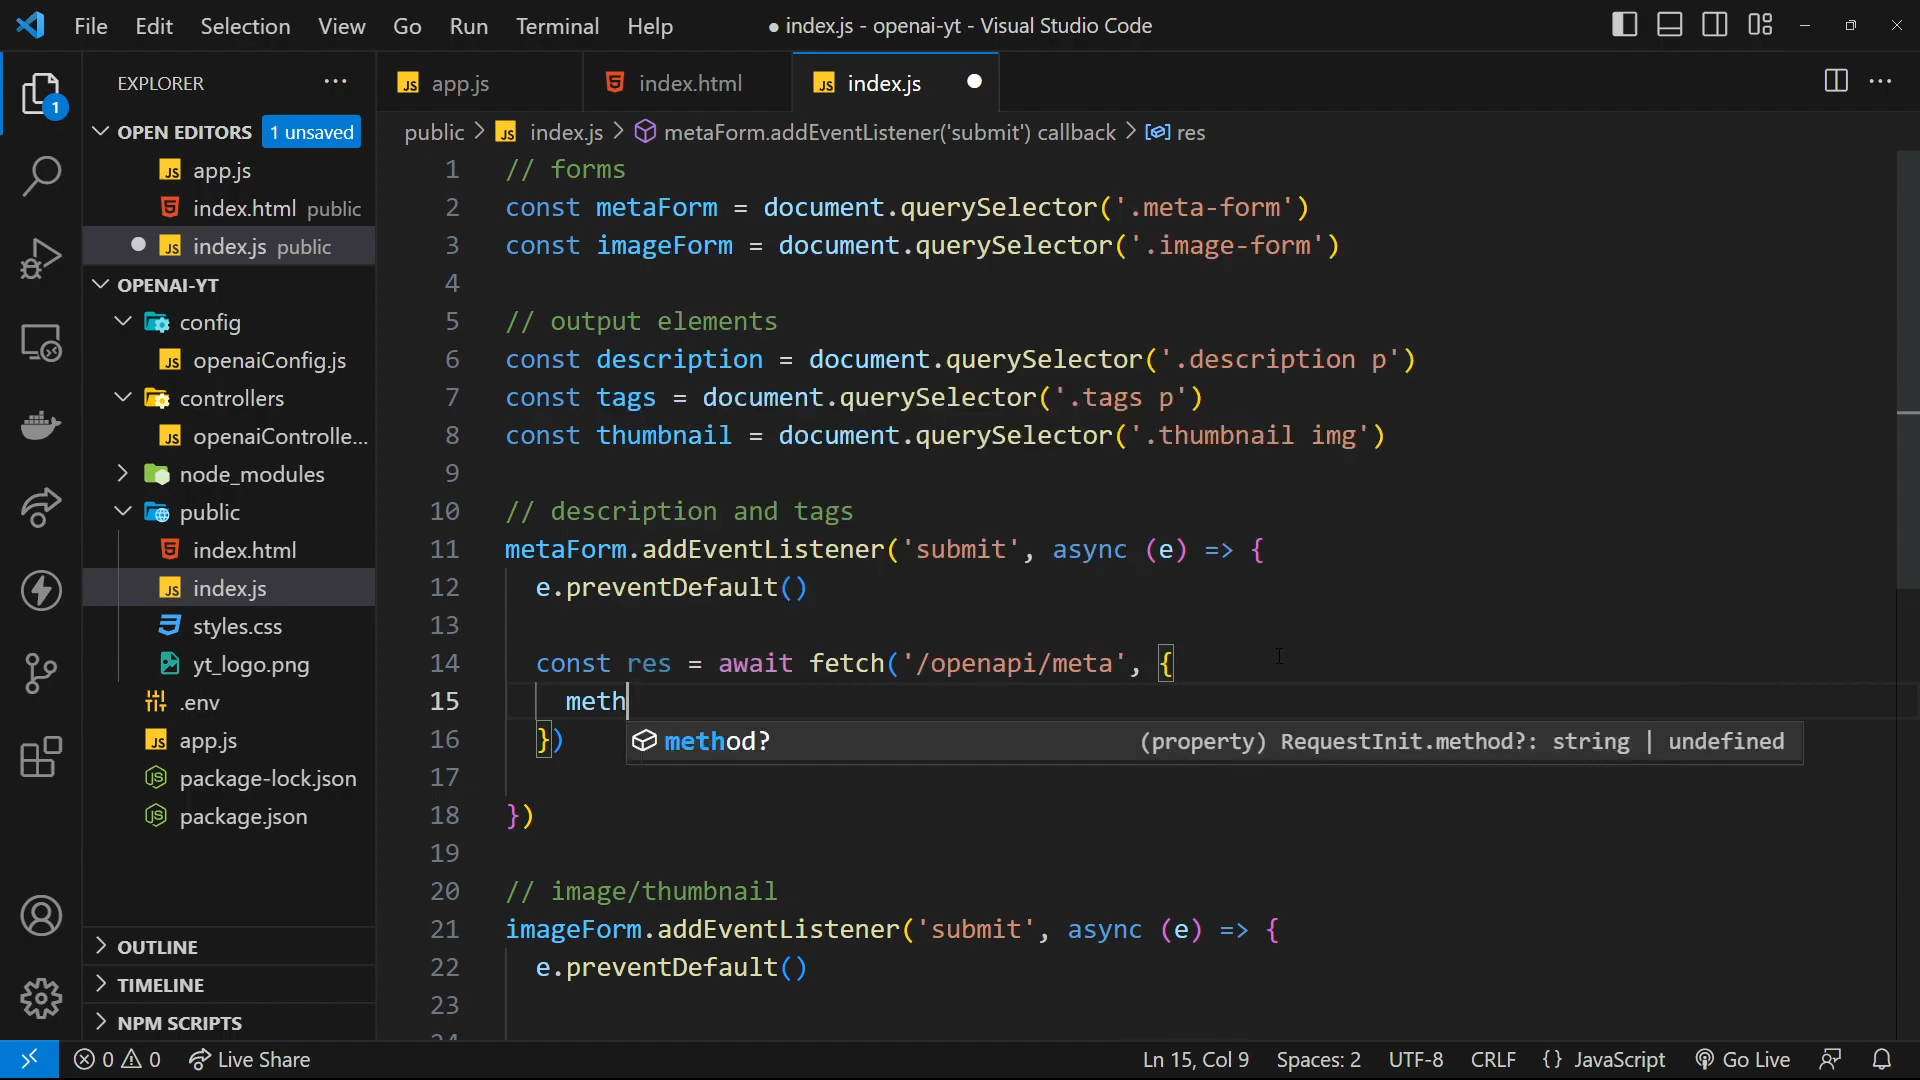 File Edit Selection View Go Run Terminal Help ● index.js - openai-yt - Visual Studio Code
EXPLORER
1
OPEN EDITORS 1 unsaved
app.js
index.html public
index.js public
OPENAI-YT
config
openaiConfig.js
controllers
openaiControlle...
node_modules
public
index.html
index.js
styles.css
yt_logo.png
.env
app.js
package-lock.json
package.json
OUTLINE
TIMELINE
NPM SCRIPTS
app.js index.html index.js
public > index.js > metaForm.addEventListener('submit') callback > res
1 // forms
2 const metaForm = document.querySelector('.meta-form')
3 const imageForm = document.querySelector('.image-form')
4
5 // output elements
6 const description = document.querySelector('.description p')
7 const tags = document.querySelector('.tags p')
8 const thumbnail = document.querySelector('.thumbnail img')
9
10 // description and tags
11 metaForm.addEventListener('submit', async (e) => {
12 e.preventDefault()
13
14 const res = await fetch('/openapi/meta', {
15 meth
16 })
method? (property) RequestInit.method?: string | undefined
17
18 })
19
20 // image/thumbnail
21 imageForm.addEventListener('submit', async (e) => {
22 e.preventDefault()
23
24
0 0 Live Share Ln 15, Col 9 Spaces: 2 UTF-8 CRLF {} JavaScript Go Live